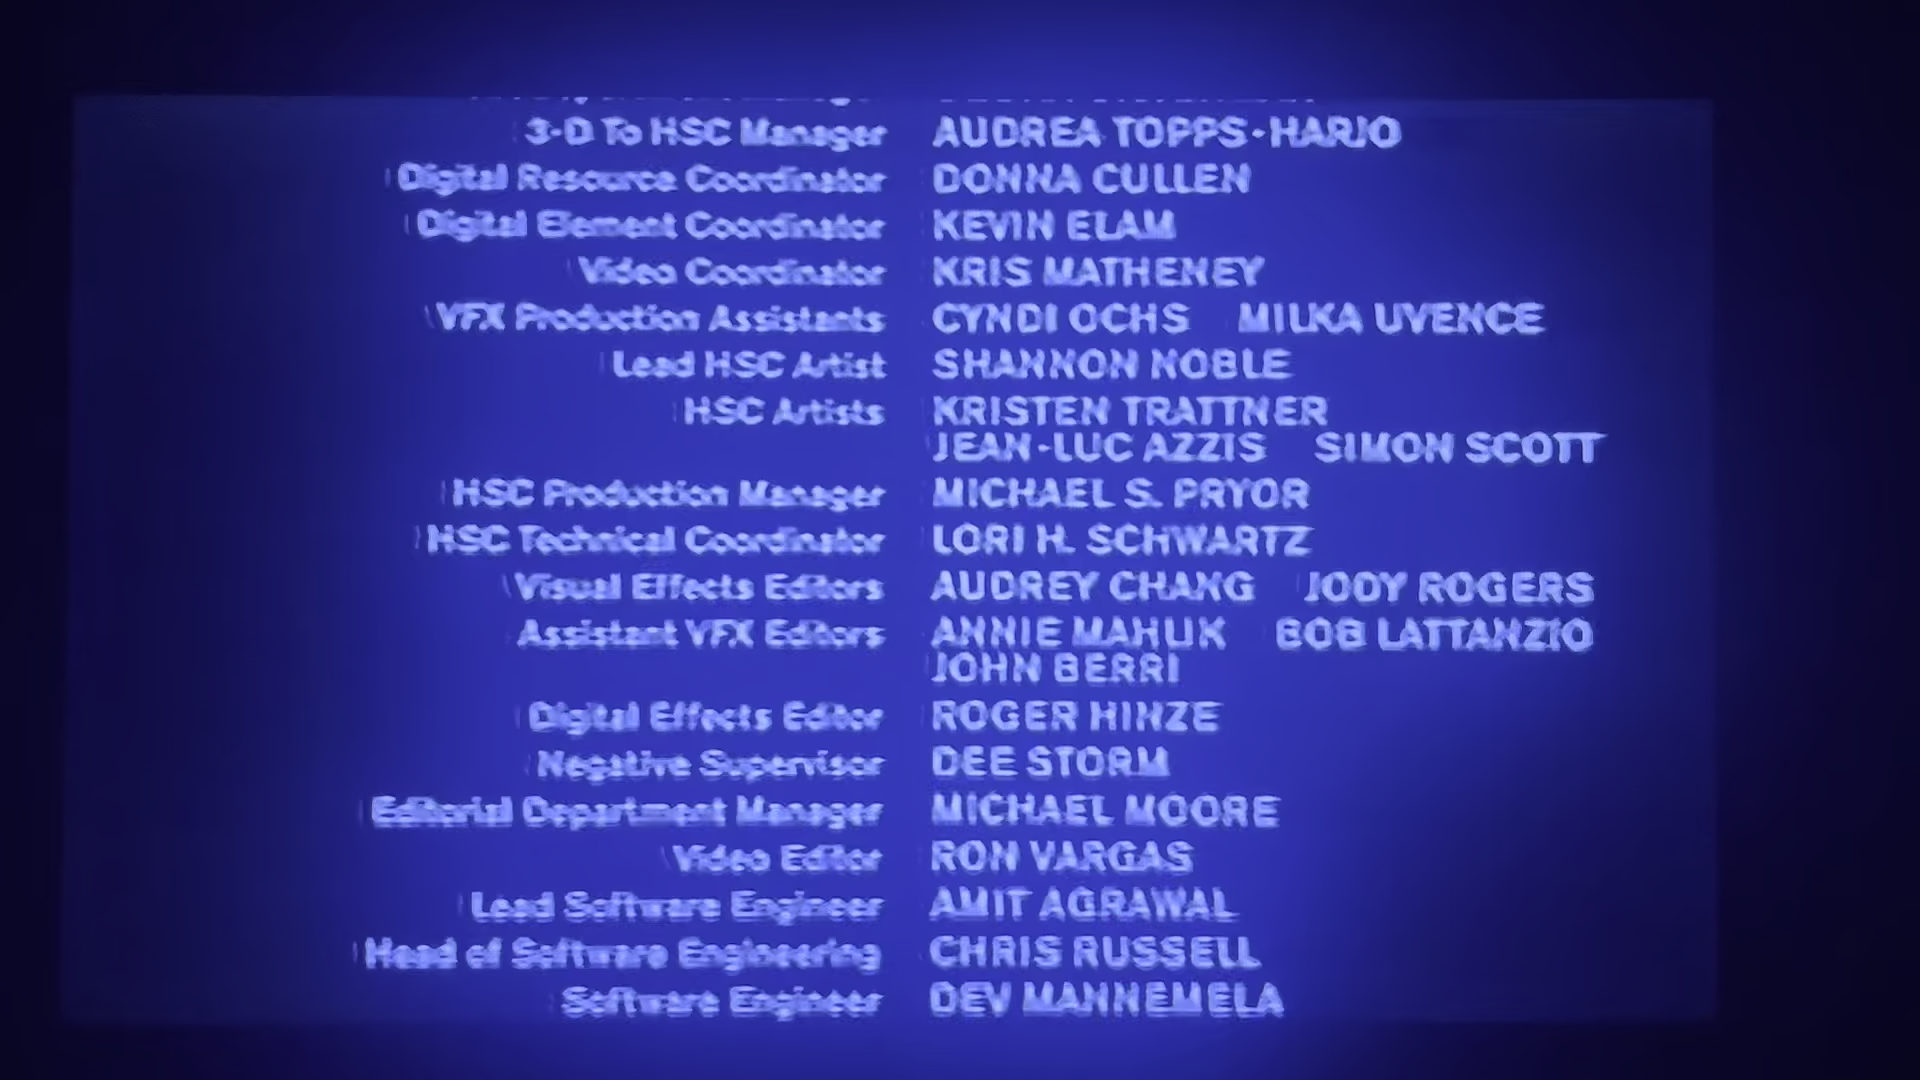 3-D To HSC Manager AUDREA TOPPS-HARJO
Digital Resource Coordinator DONNA CULLEN
Digital Element Coordinator KEVIN ELAM
Video Coordinator KRIS MATHENEY
VFX Production Assistants CYNDI OCHS MILKA UVENCE
Lead HSC Artist SHANNON NOBLE
HSC Artists KRISTEN TRATTNER
JEAN-LUC AZZIS SIMON SCOTT
HSC Production Manager MICHAEL S. PRYOR
HSC Technical Coordinator LORI H. SCHWARTZ
Visual Effects Editors AUDREY CHANG JODY ROGERS
Assistant VFX Editors ANNIE MAHUK BOB LATTANZIO
JOHN BERRI
Digital Effects Editor ROGER HINZE
Negative Supervisor DEE STORM
Editorial Department Manager MICHAEL MOORE
Video Editor RON VARGAS
Lead Software Engineer AMIT AGRAWAL
Head of Software Engineering CHRIS RUSSELL
Software Engineer DEV MANNEMELA